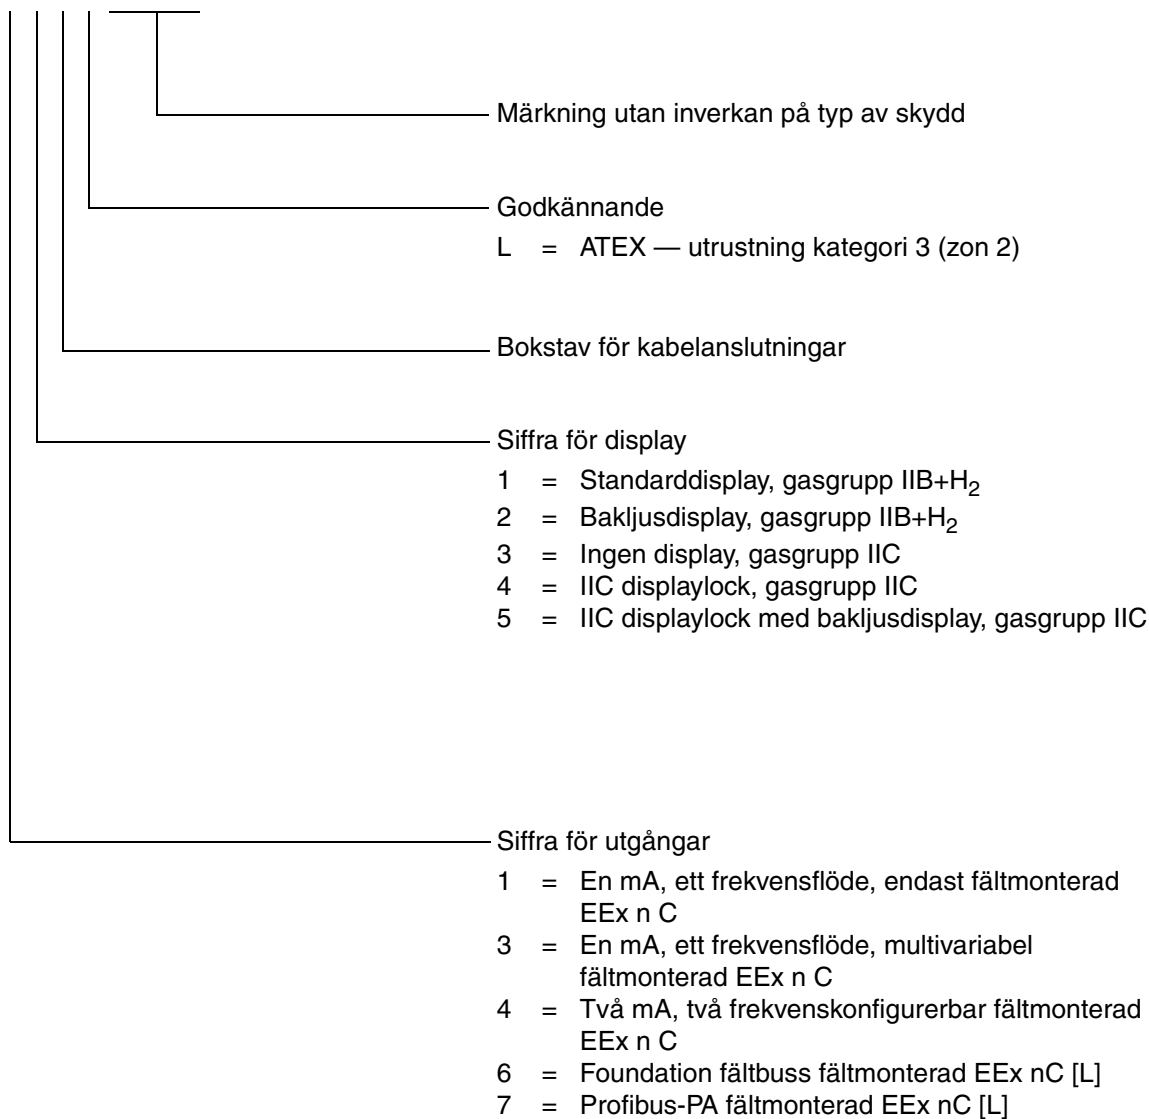 Märkning utan inverkan på typ av skydd
Godkännande
L = ATEX — utrustning kategori 3 (zon 2)
Bokstav för kabelanslutningar
Siffra för display
1 = Standarddisplay, gasgrupp IIB+H2
2 = Bakljusdisplay, gasgrupp IIB+H2
3 = Ingen display, gasgrupp IIC
4 = IIC displaylock, gasgrupp IIC
5 = IIC displaylock med bakljusdisplay, gasgrupp IIC
Siffra för utgångar
1 = En mA, ett frekvensflöde, endast fältmonterad
EEx n C
3 = En mA, ett frekvensflöde, multivariabel
fältmonterad EEx n C
4 = Två mA, två frekvenskonfigurerbar fältmonterad
EEx n C
6 = Foundation fältbuss fältmonterad EEx nC [L]
7 = Profibus-PA fältmonterad EEx nC [L]